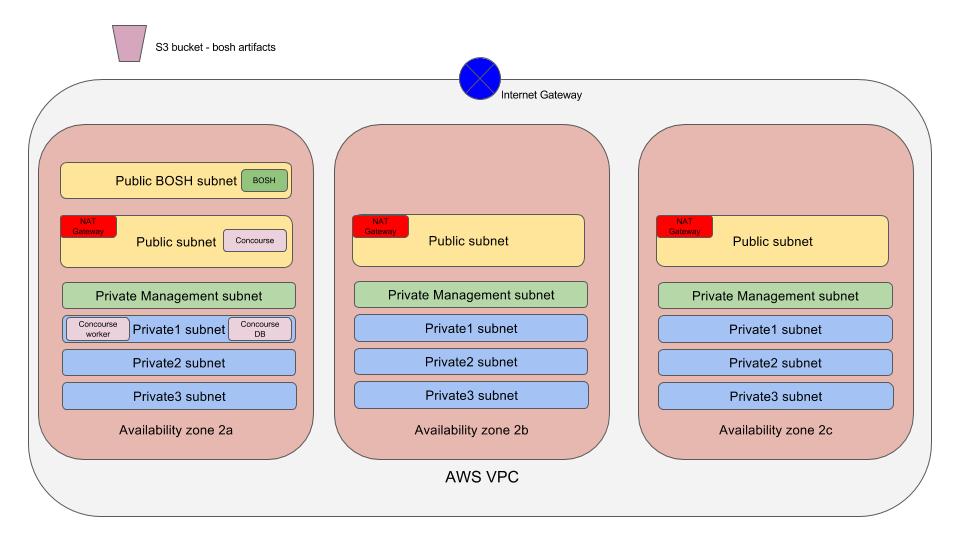 S3 bucket - bosh artifacts
Internet Gateway
Public BOSH subnet
BOSH
NAT
Gateway
Public subnet
Concourse
Private Management subnet
Concourse
worker
Private1 subnet
Concourse
DB
Private2 subnet
Private3 subnet
Availability zone 2a
NAT
Gateway
Public subnet
Private Management subnet
Private1 subnet
Private2 subnet
Private3 subnet
Availability zone 2b
NAT
Gateway
Public subnet
Private Management subnet
Private1 subnet
Private2 subnet
Private3 subnet
Availability zone 2c
AWS VPC